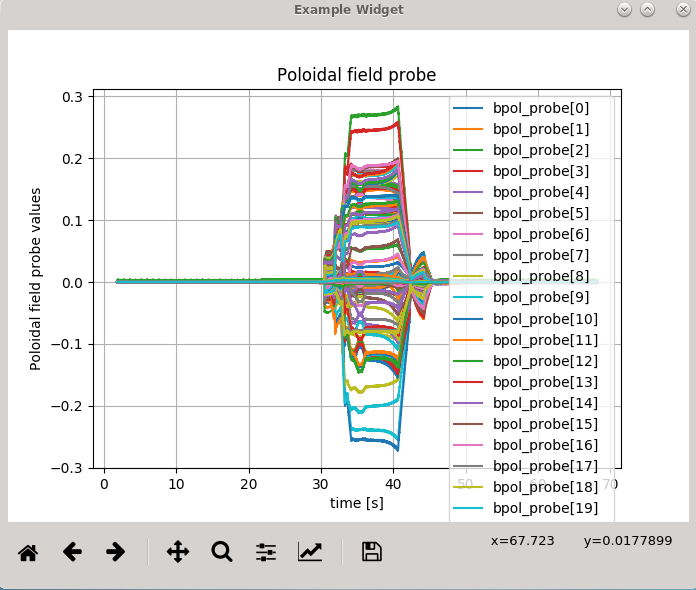 Example Widget
Poloidal field probe
Poloidal field probe values
0.3
0.2
0.1
0.0
−0.1
−0.2
−0.3
0
10
20
30
40
50
60
70
time [s]
bpol_probe[0]
bpol_probe[1]
bpol_probe[2]
bpol_probe[3]
bpol_probe[4]
bpol_probe[5]
bpol_probe[6]
bpol_probe[7]
bpol_probe[8]
bpol_probe[9]
bpol_probe[10]
bpol_probe[11]
bpol_probe[12]
bpol_probe[13]
bpol_probe[14]
bpol_probe[15]
bpol_probe[16]
bpol_probe[17]
bpol_probe[18]
bpol_probe[19]
x=67.723 y=0.0177899